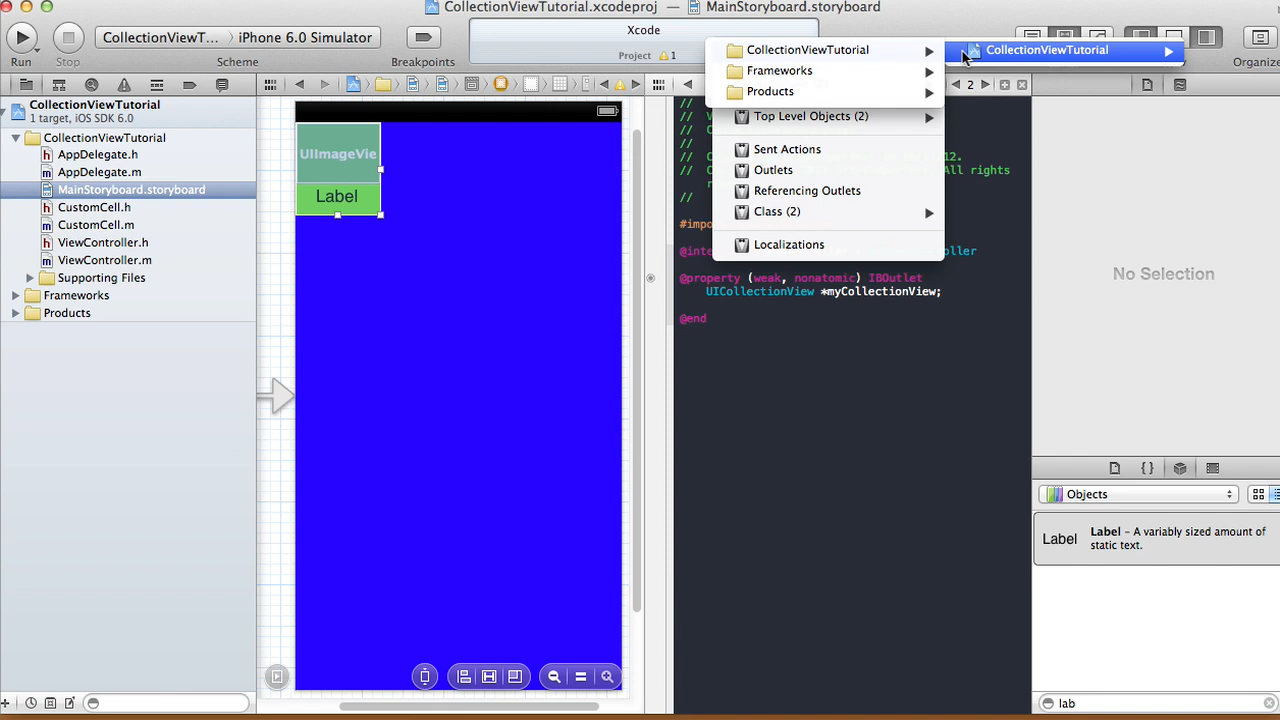 CollectionViewTutorial.xcodeproj — MainStoryboard.storyboard
CollectionViewT... iPhone 6.0 Simulator
Run
Scheme
Breakpoints
Xcode
Project 1
Organize
CollectionViewTutorial
1 target, iOS SDK 6.0
CollectionViewTutorial
AppDelegate.h
AppDelegate.m
MainStoryboard.storyboard
CustomCell.h
CustomCell.m
ViewController.h
ViewController.m
Supporting Files
Frameworks
Products
UIImageVie
Label
CollectionViewTutorial
Frameworks
Products
CollectionViewTutorial
2
Top Level Objects (2)
Sent Actions
Outlets
Referencing Outlets
Class (2)
Localizations
//
//
//
//
//
12.
// All rights
//
#impo
@inte
oller
@property (weak, nonatomic) IBOutlet
UICollectionView *myCollectionView;
@end
No Selection
Objects
Label
Label – A variably sized amount of
static text.
lab